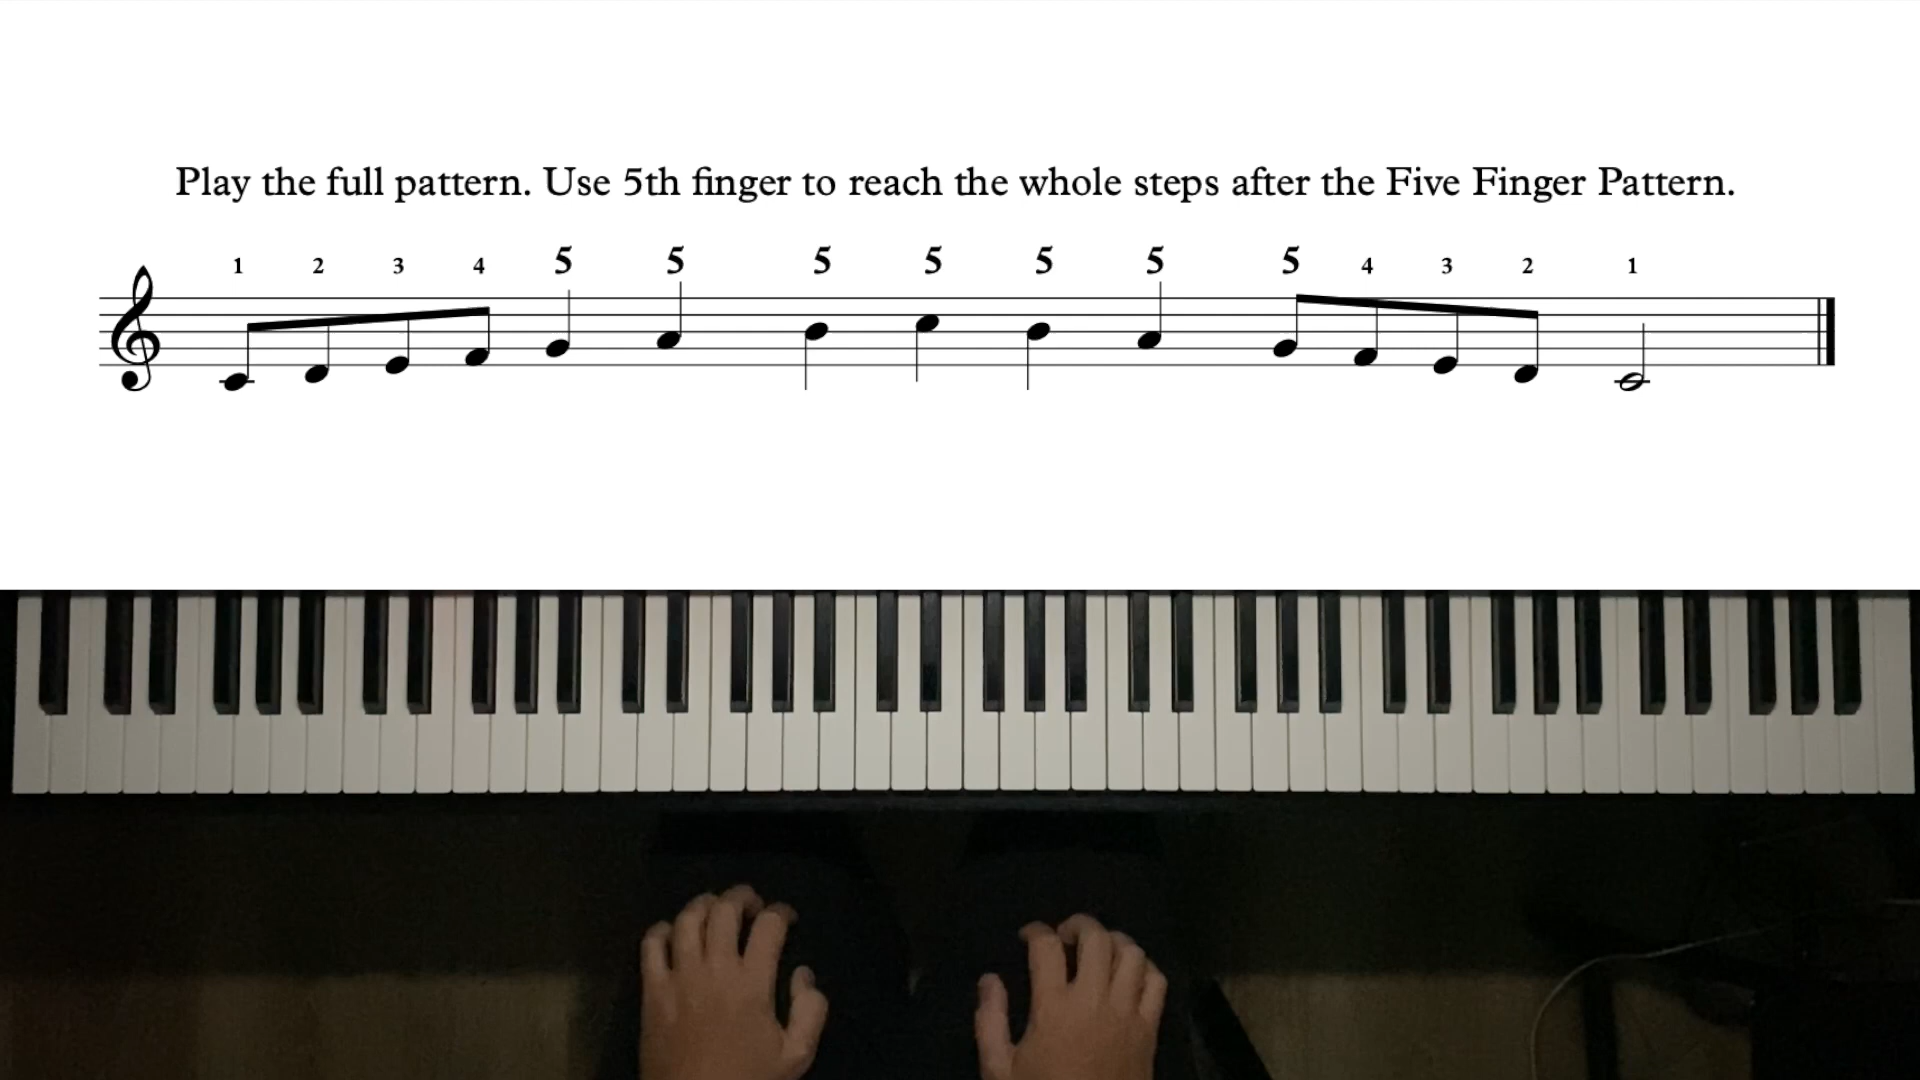 Play the full pattern. Use 5th finger to reach the whole steps after the Five Finger Pattern.
1 2 3 4 5 5 5 5 5 5 5 4 3 2 1